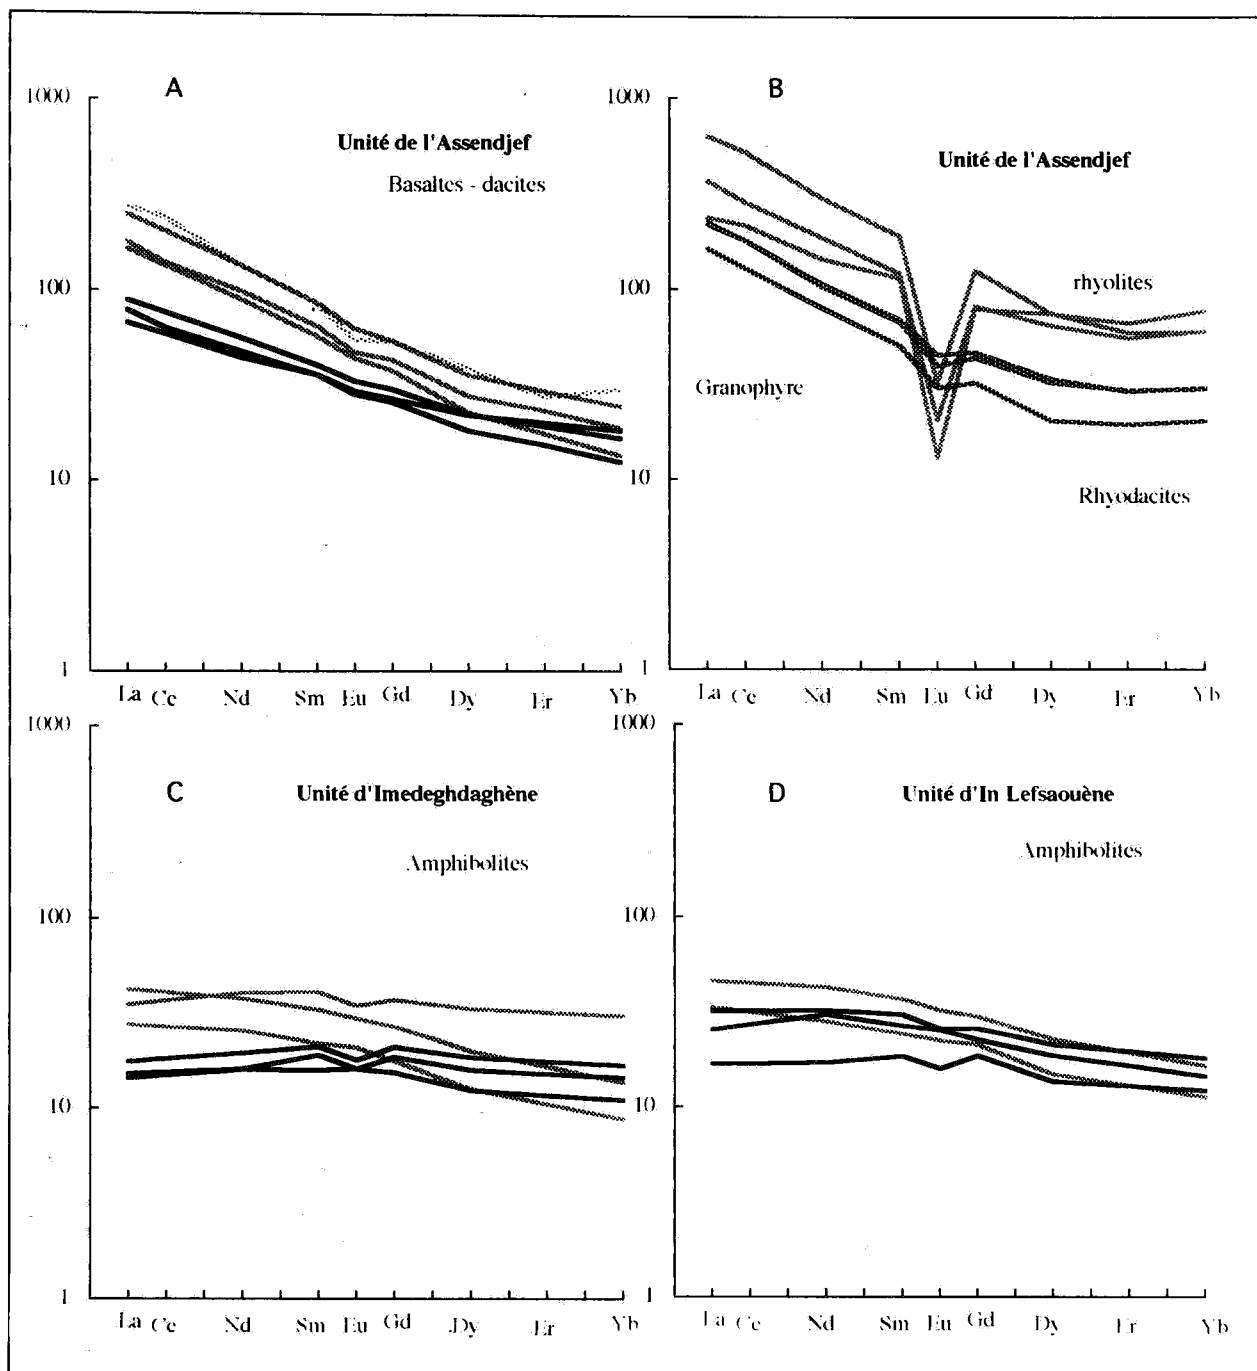 A
1000
Unité de l'Assendjef
Basaltes - dacites
100
10
1
La Ce Nd Sm Eu Gd Dy Er Yb
B
1000
Unité de l'Assendjef
100
rhyolites
Granophyre
10
Rhyodacites
1
La Ce Nd Sm Eu Gd Dy Er Yb
1000
C
Unité d'Imedeghdaghène
Amphibolites
100
10
1
La Ce Nd Sm Eu Gd Dy Er Yb
1000
D
Unité d'In Lefsaouène
Amphibolites
100
10
1
La Ce Nd Sm Eu Gd Dy Er Yb